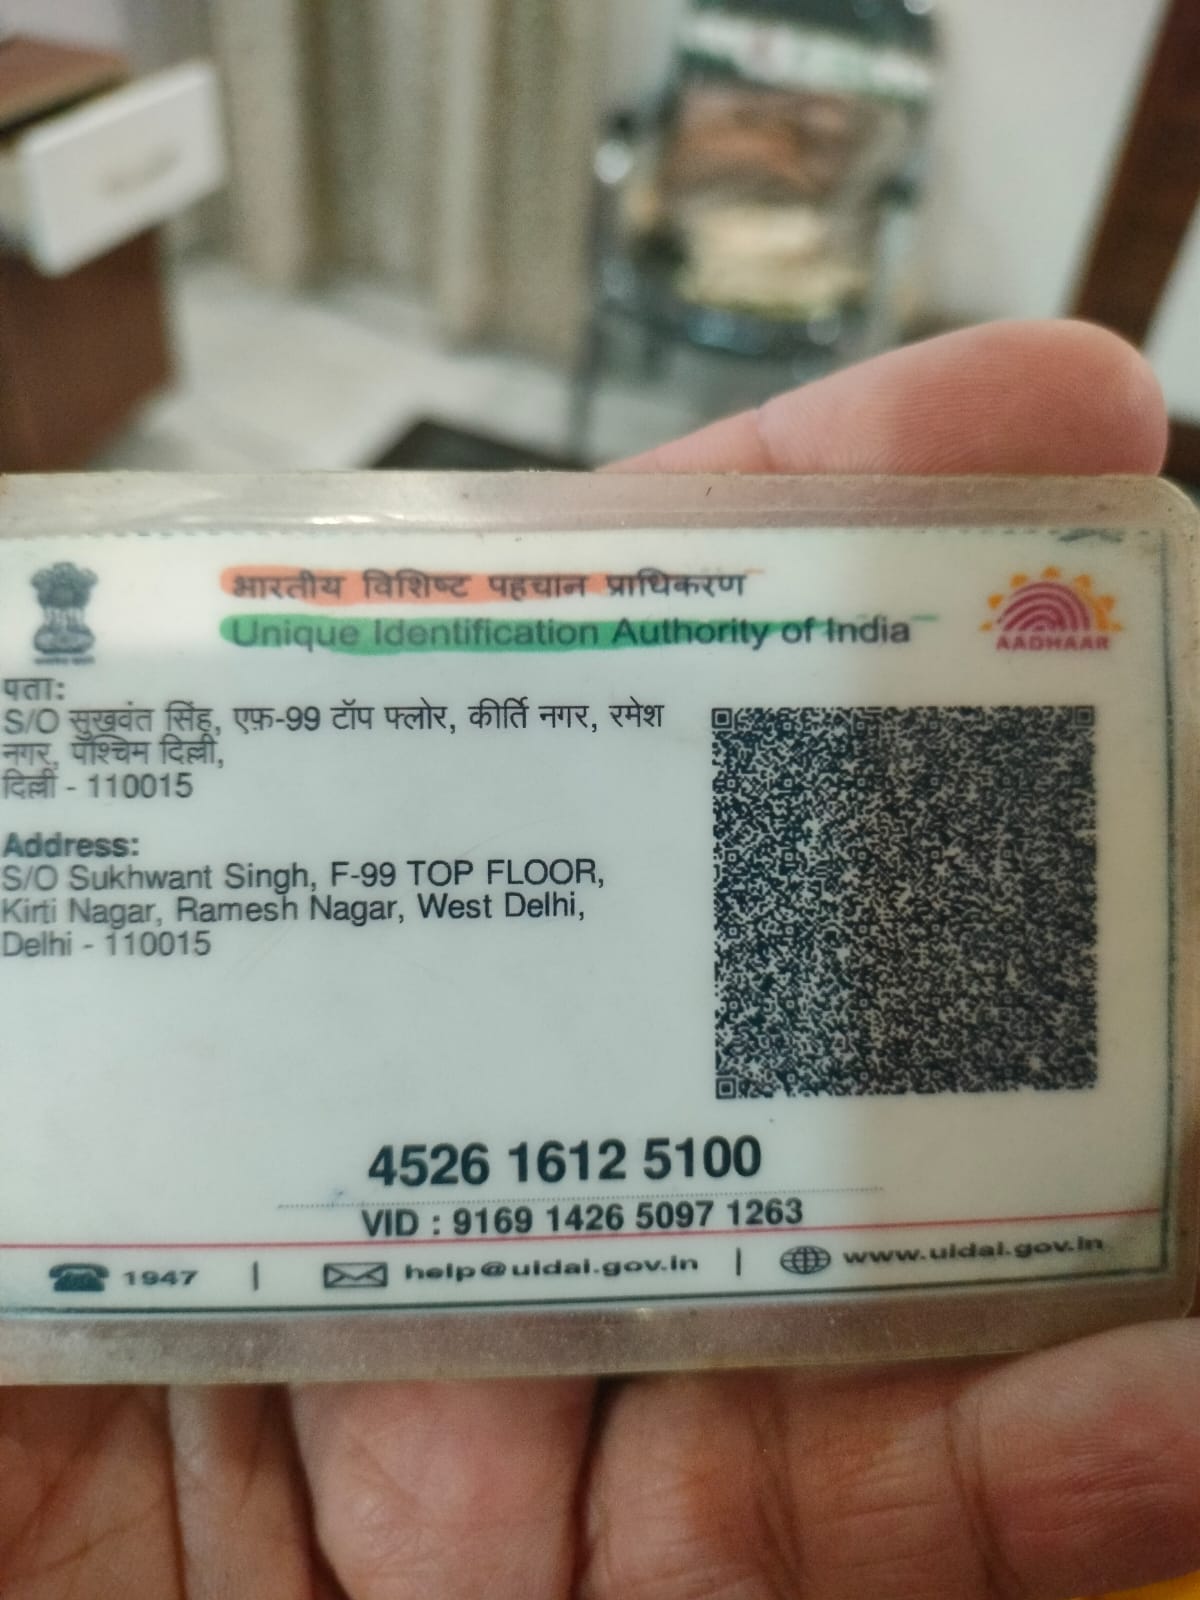 भारतीय विशिष्ट पहचान प्राधिकरण
Unique Identification Authority of India
AADHAAR
पता:
S/O सुखवंत सिंह, एफ़-99 टॉप फ्लोर, कीर्ति नगर, रमेश
नगर, पश्चिम दिल्ली,
दिल्ली - 110015
Address:
S/O Sukhwant Singh, F-99 TOP FLOOR,
Kirti Nagar, Ramesh Nagar, West Delhi,
Delhi - 110015
4526 1612 5100
VID : 9169 1426 5097 1263
1947 | help@uidai.gov.in | www.uidai.gov.in